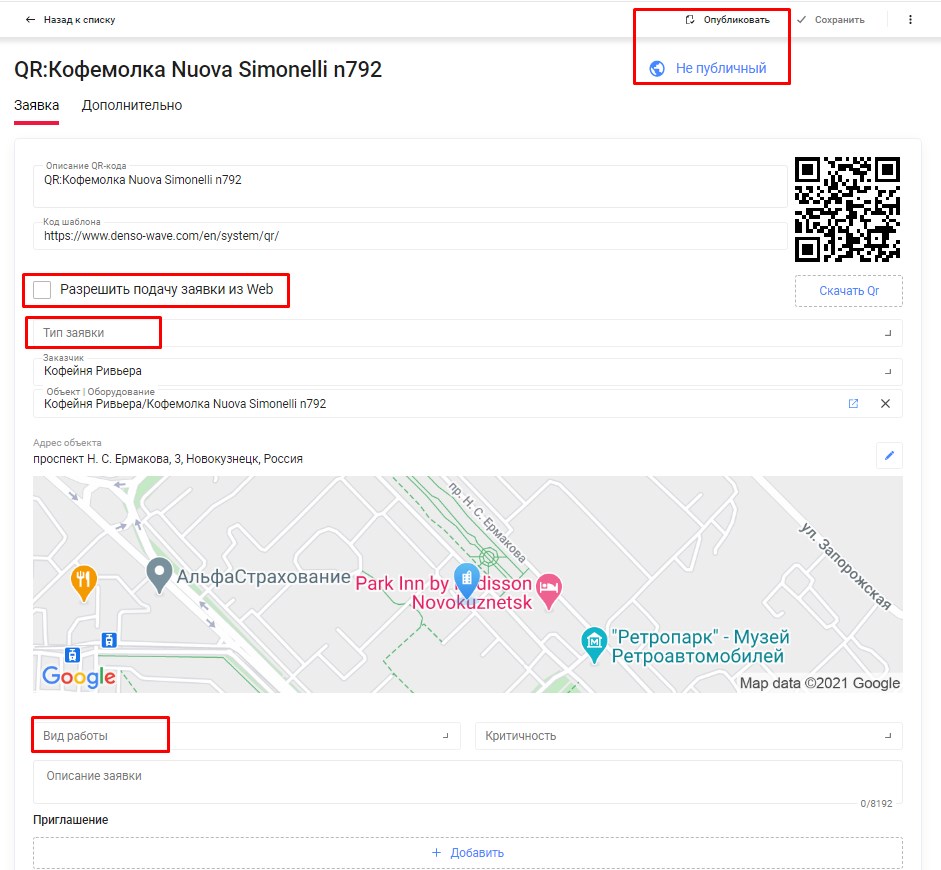 Назад к списку
Опубликовать
Сохранить
QR:Кофемолка Nuova Simonelli n792
Не публичный
Заявка
Дополнительно
Описание QR-кода
QR:Кофемолка Nuova Simonelli n792
Код шаблона
https://www.denso-wave.com/en/system/qr/
Разрешить подачу заявки из Web
Скачать Qr
Тип заявки
Заказчик
Кофейня Ривьера
Объект | Оборудование
Кофейня Ривьера/Кофемолка Nuova Simonelli n792
Адрес объекта
проспект Н. С. Ермакова, 3, Новокузнецк, Россия
пр. Н. С. Ермакова
ул. Запорожская
АльфаСтрахование
Park Inn by Radisson
Novokuznetsk
"Ретропарк" - Музей
Ретроавтомобилей
Google
Map data ©2021 Google
Вид работы
Критичность
Описание заявки
0/8192
Приглашение
+ Добавить